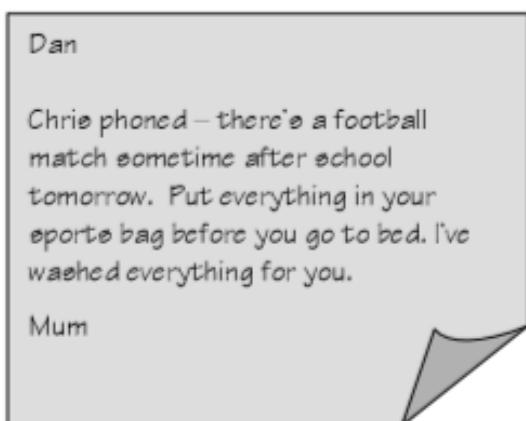 Dan
Chris phoned – there's a football
match sometime after school
tomorrow. Put everything in your
sports bag before you go to bed. I've
washed everything for you.
Mum